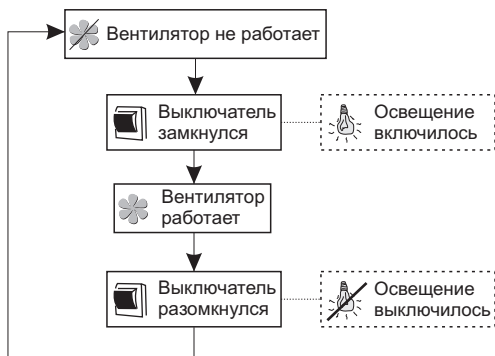 Вентилятор не работает
Выключатель
замкнулся
Освещение
включилось
Вентилятор
работает
Выключатель
разомкнулся
Освещение
выключилось